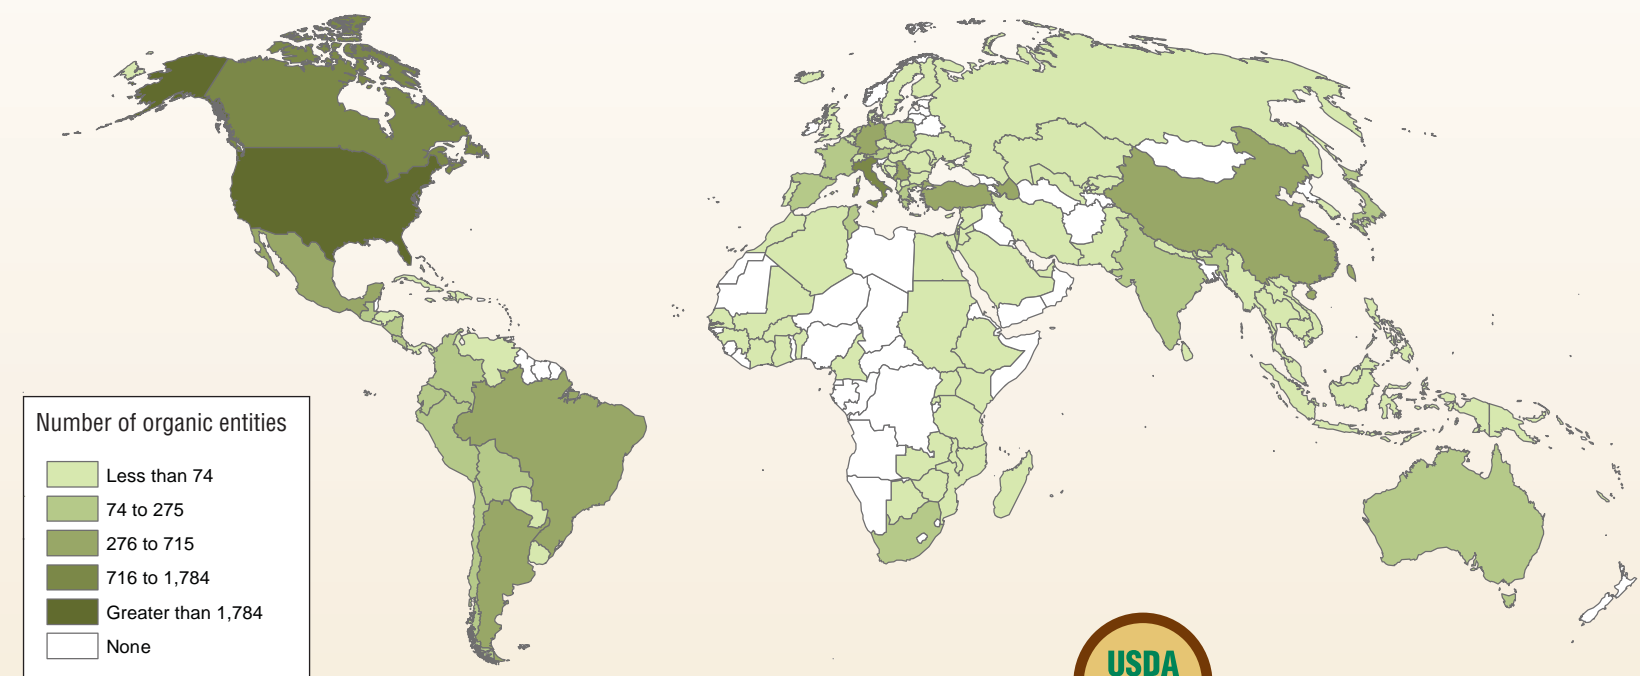 Number of organic entities
Less than 74
74 to 275
276 to 715
716 to 1,784
Greater than 1,784
None
USDA